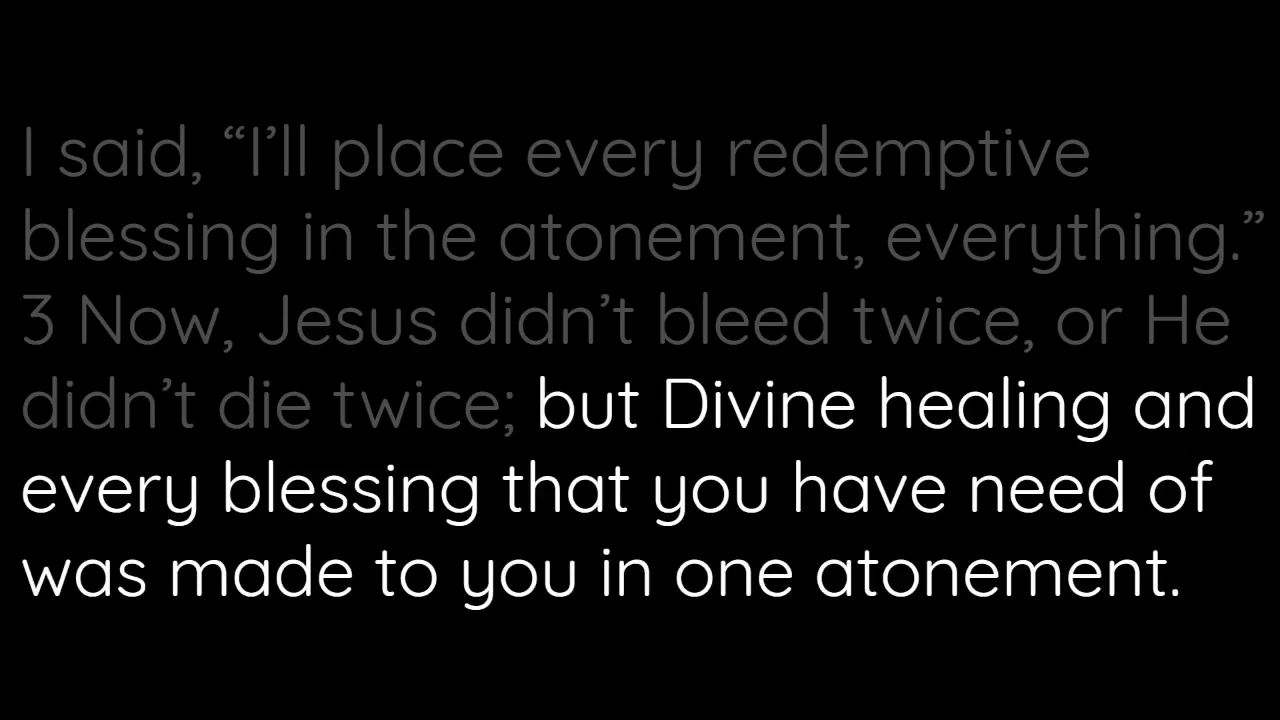 I said, “I’ll place every redemptive
blessing in the atonement, everything.”
3 Now, Jesus didn’t bleed twice, or He
didn’t die twice; but Divine healing and
every blessing that you have need of
was made to you in one atonement.